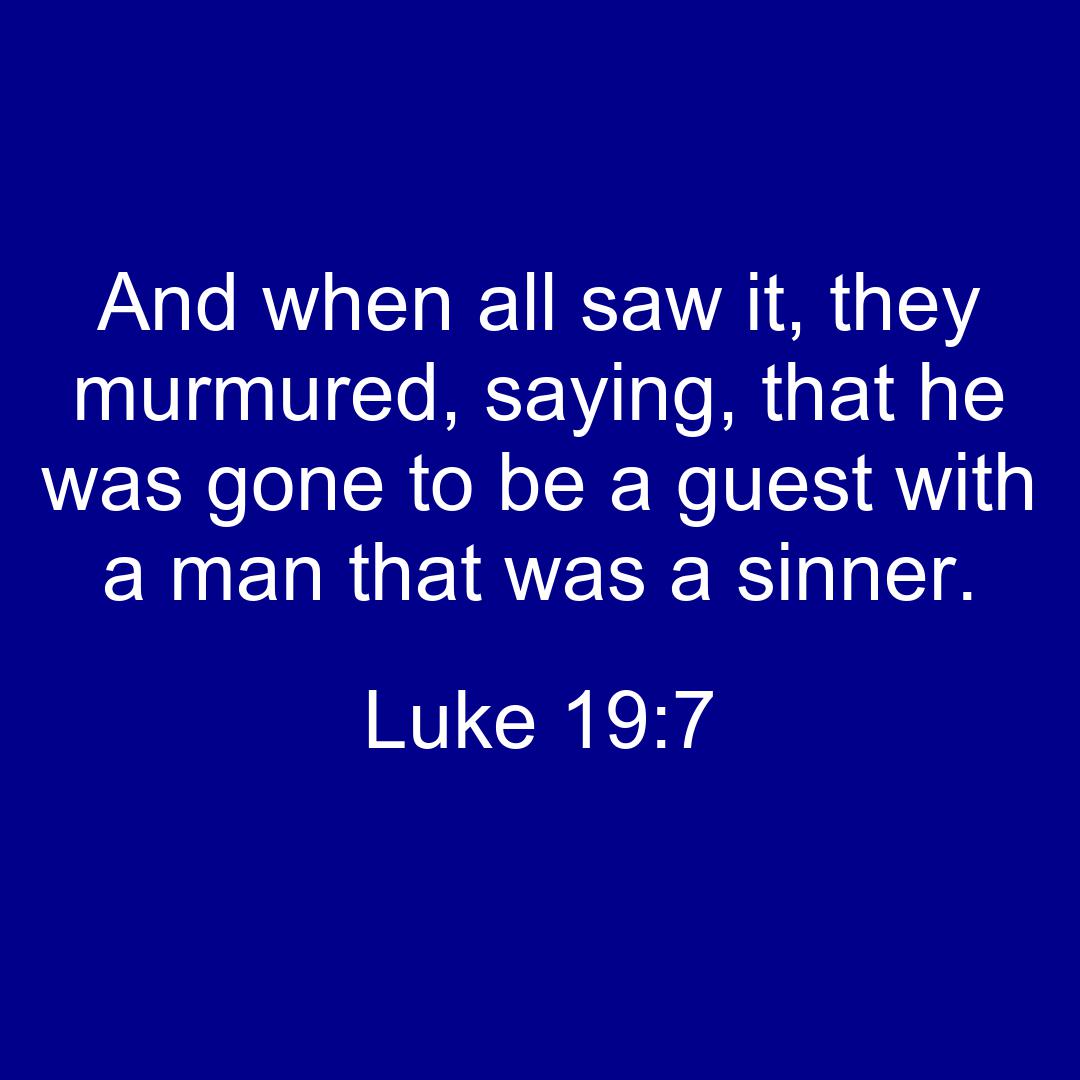 And when all saw it, they
murmured, saying, that he
was gone to be a guest with
a man that was a sinner.
Luke 19:7